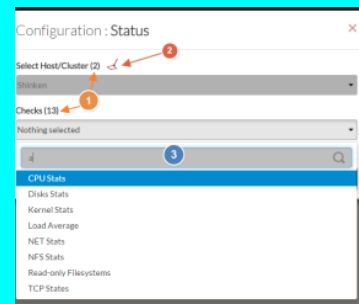 Configuration : Status
×
Select Host/Cluster (2)
2
Shinken
1
Checks (13)
Nothing selected
a
3
CPU Stats
Disks Stats
Kernel Stats
Load Average
NET Stats
NFS Stats
Read-only Filesystems
TCP States